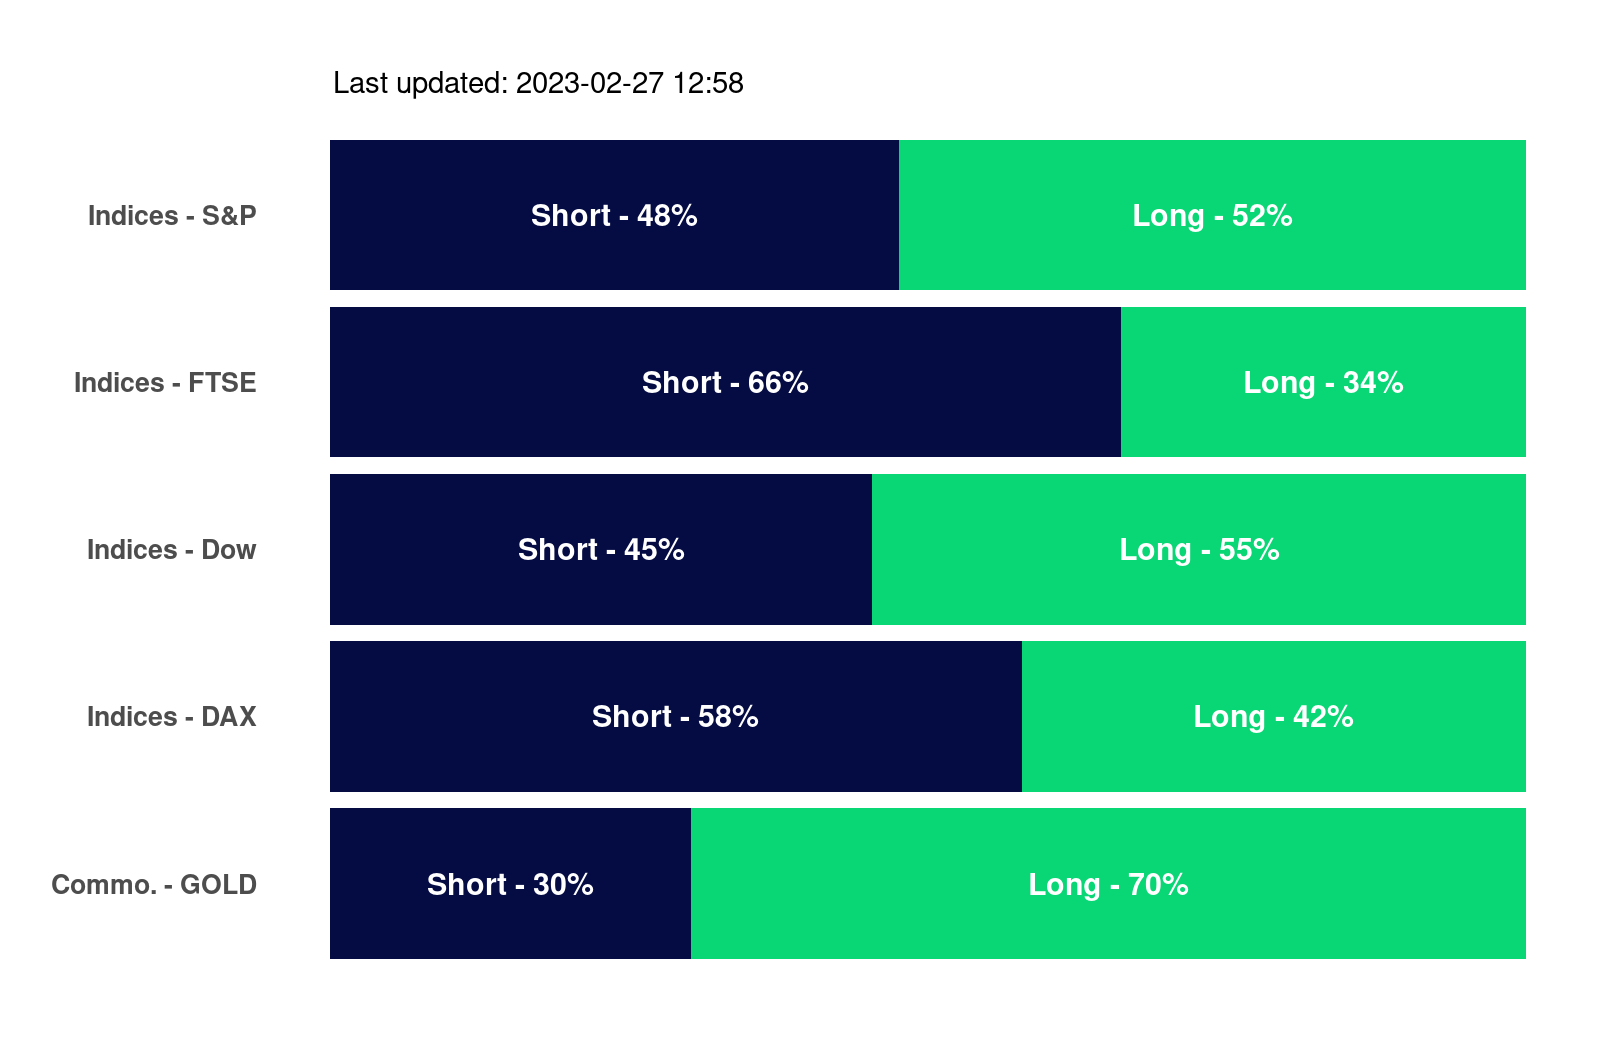 Last updated: 2023-02-27 12:58
Indices - S&P Short - 48% Long - 52%
Indices - FTSE Short - 66% Long - 34%
Indices - Dow Short - 45% Long - 55%
Indices - DAX Short - 58% Long - 42%
Commo. - GOLD Short - 30% Long - 70%